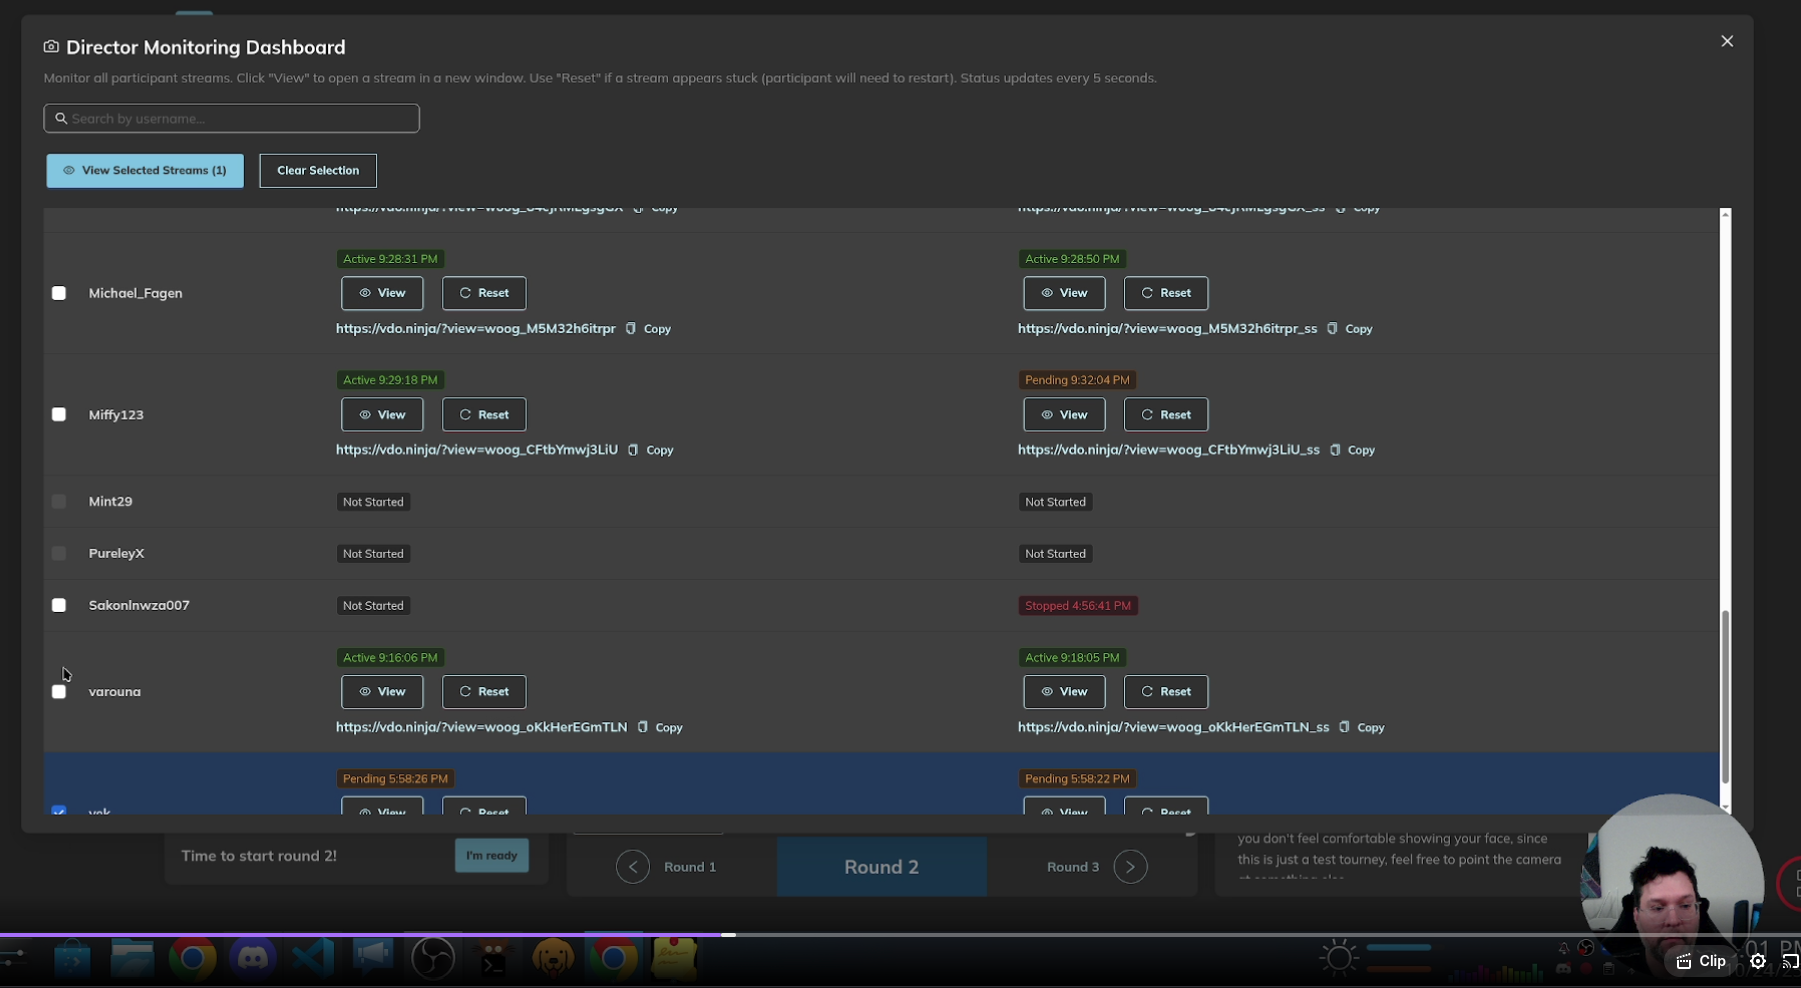 Director Monitoring Dashboard
Monitor all participant streams. Click "View" to open a stream in a new window. Use "Reset" if a stream appears stuck (participant will need to restart). Status updates every 5 seconds.
Search by username...
View Selected Streams (1) Clear Selection
Copy Copy
Active 9:28:31 PM Active 9:28:50 PM
Michael_Fagen View Reset View Reset
https://vdo.ninja/?view=woog_M5M32h6itrpr Copy https://vdo.ninja/?view=woog_M5M32h6itrpr_ss Copy
Active 9:29:18 PM Pending 9:32:04 PM
Miffy123 View Reset View Reset
https://vdo.ninja/?view=woog_CFtbYmwj3LiU Copy https://vdo.ninja/?view=woog_CFtbYmwj3LiU_ss Copy
Mint29 Not Started Not Started
PureleyX Not Started Not Started
Sakonlnwza007 Not Started Stopped 4:56:41 PM
Active 9:16:06 PM Active 9:18:05 PM
varouna View Reset View Reset
https://vdo.ninja/?view=woog_oKkHerEGmTLN Copy https://vdo.ninja/?view=woog_oKkHerEGmTLN_ss Copy
Pending 5:58:26 PM Pending 5:58:22 PM
View Reset View Reset
Time to start round 2! I'm ready Round 1 Round 2 Round 3
you don't feel comfortable showing your face, since
this is just a test tourney, feel free to point the camera
Clip